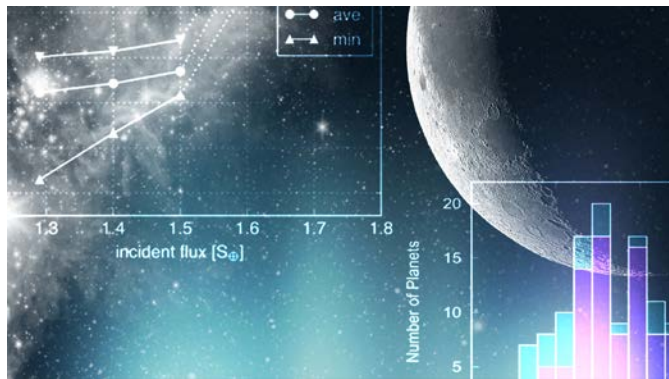 ave
min
1.3 1.4 1.5 1.6 1.7 1.8
incident flux [S⊕]
20
15
10
5
Number of Planets